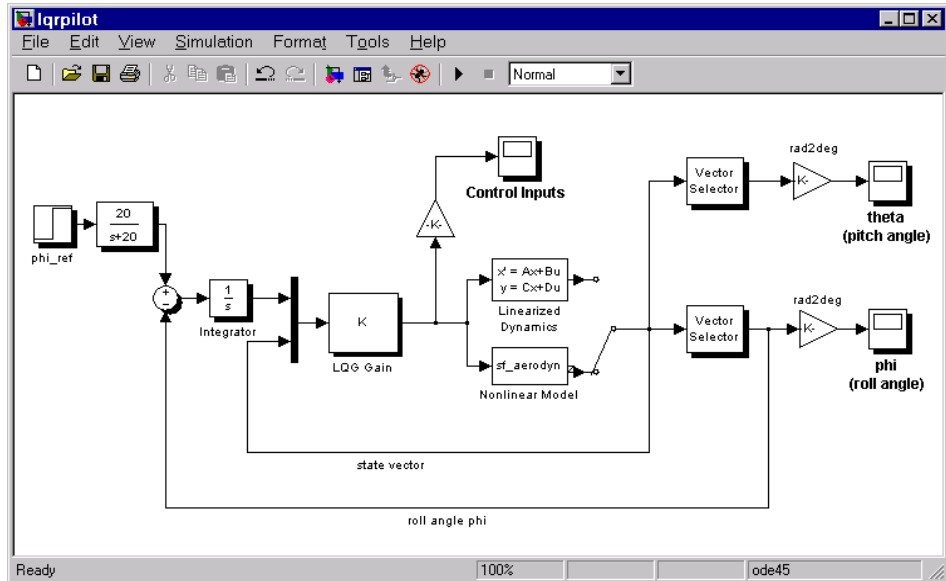 lqrpilot
File Edit View Simulation Format Tools Help
Normal
phi_ref
20
s+20
+
−
1
s
Integrator
K
LQG Gain
-K-
Control Inputs
x' = Ax+Bu
y = Cx+Du
Linearized
Dynamics
sf_aerodyn
Nonlinear Model
Vector
Selector
rad2deg
K-
theta
(pitch angle)
Vector
Selector
rad2deg
K-
phi
(roll angle)
state vector
roll angle phi
Ready 100% ode45